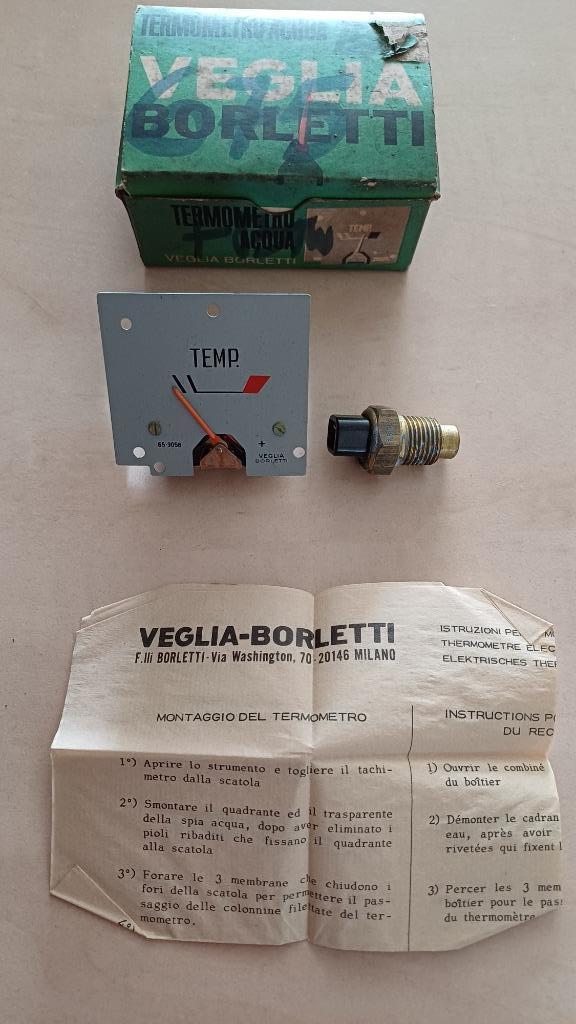 TERMOMETRO ACQUA
VEGLIA
BORLETTI
TERMOMETRO
ACQUA
TEMP.
VEGLIA BORLETTI
TEMP.
65-3058
+
VEGLIA
BORLETTI
VEGLIA-BORLETTI
F.lli BORLETTI - Via Washington, 70 - 20146 MILANO
MONTAGGIO DEL TERMOMETRO
1°) Aprire lo strumento e togliere il tachi-
metro dalla scatola
2°) Smontare il quadrante ed il trasparente
della spia acqua, dopo aver eliminato i
pioli ribaditi che fissano il quadrante
alla scatola
3°) Forare le 3 membrane che chiudono i
fori della scatola per permettere il pas-
saggio delle colonnine filettate del ter-
mometro.
ISTRUZIONI PE
THERMOMETRE ELEC
ELEKTRISCHES THE
INSTRUCTIONS P
DU REC
1) Ouvrir le combiné
du boîtier
2) Démonter le cadran
eau, après avoir
rivetées qui fixent l
3) Percer les 3 mem
boîtier pour le pas
du thermomètre